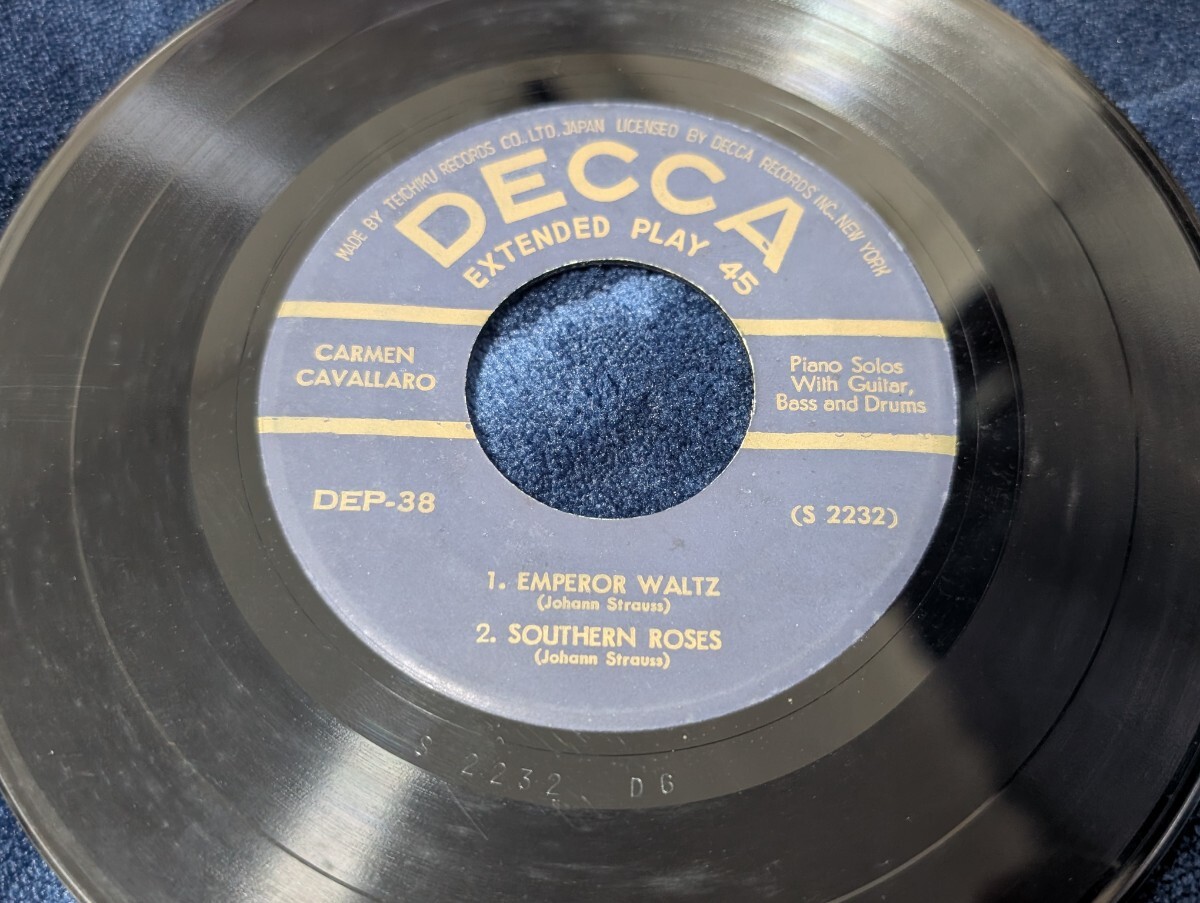 MADE BY TEICHIKU RECORDS CO., LTD. JAPAN LICENSED BY DECCA RECORDS INC. NEW YORK
DECCA
EXTENDED PLAY 45
CARMEN
CAVALLARO
Piano Solos
With Guitar,
Bass and Drums
DEP-38
(S 2232)
1. EMPEROR WALTZ
(Johann Strauss)
2. SOUTHERN ROSES
(Johann Strauss)
S 2232 D6